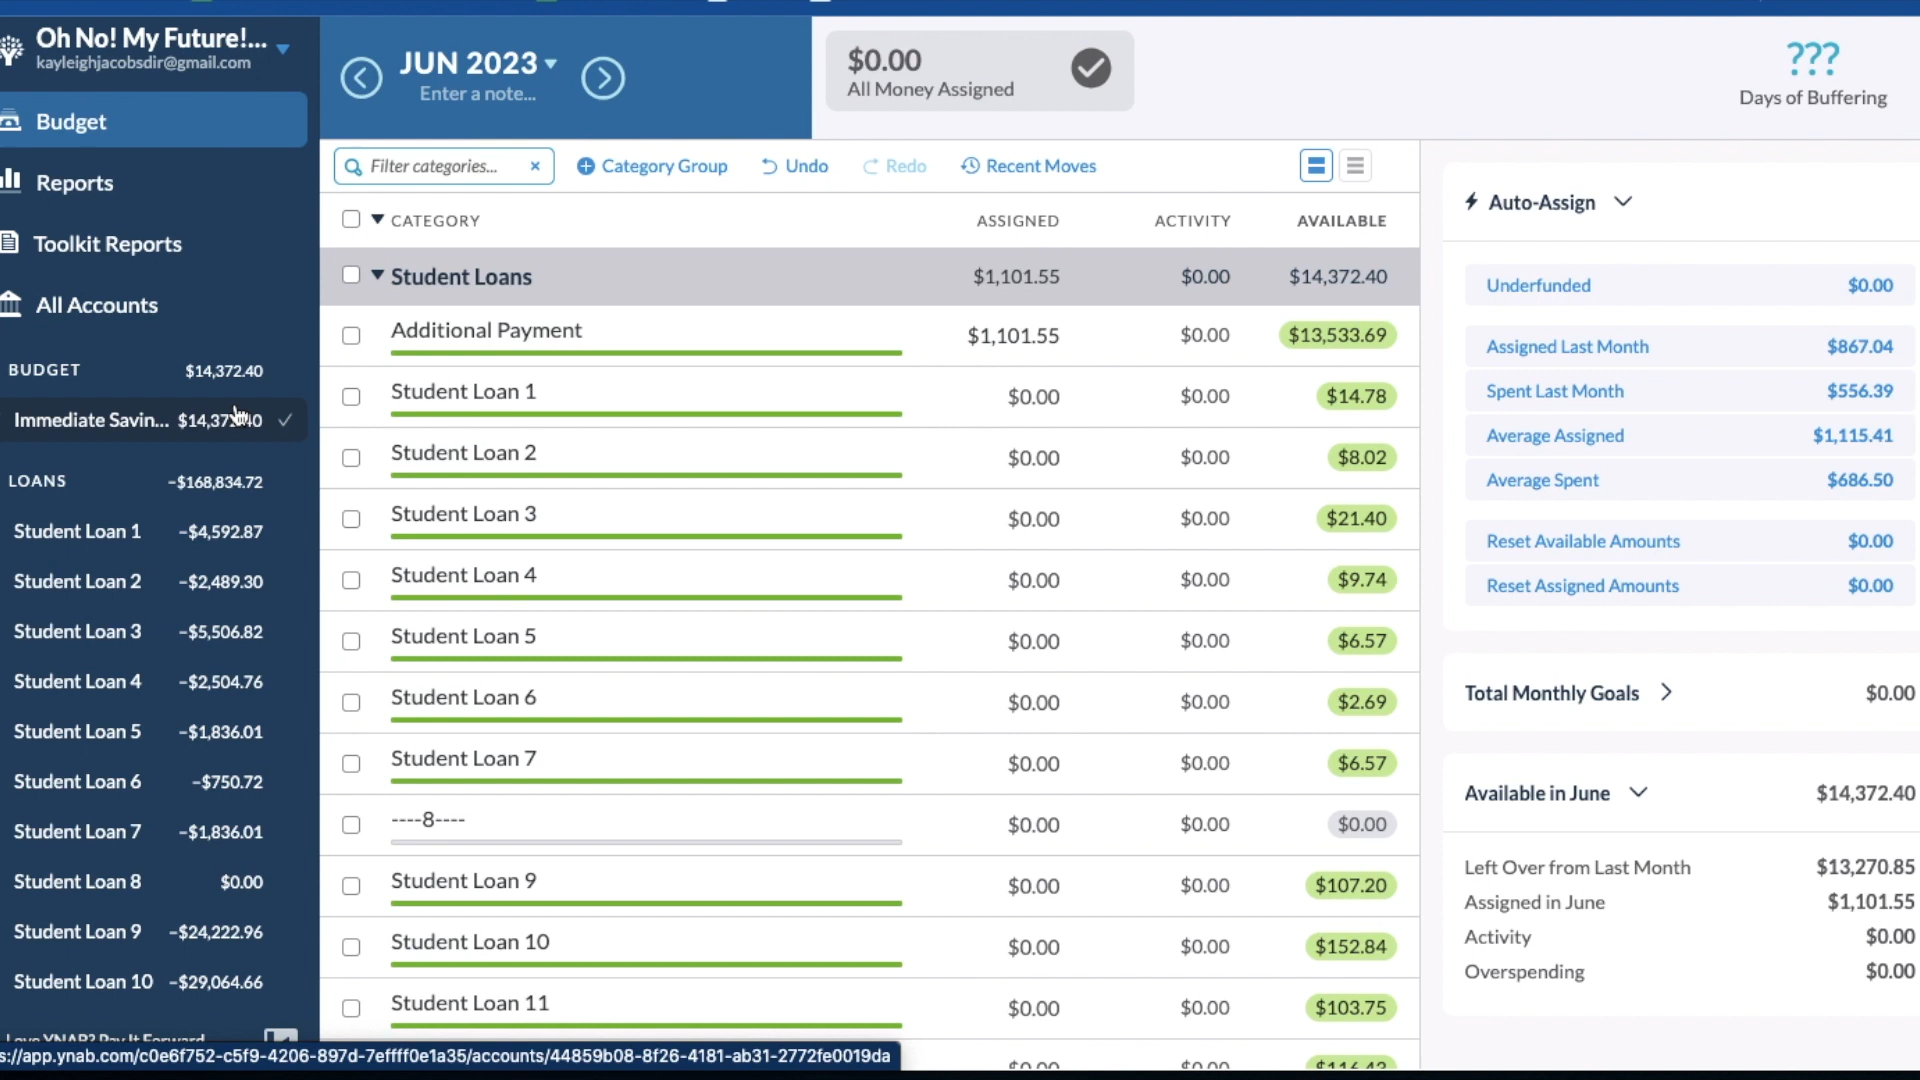 Oh No! My Future!...
kayleighjacobsdir@gmail.com
Budget
Reports
Toolkit Reports
All Accounts
BUDGET $14,372.40
Immediate Savin... $14,372.40
LOANS -$168,834.72
Student Loan 1 -$4,592.87
Student Loan 2 -$2,489.30
Student Loan 3 -$5,506.82
Student Loan 4 -$2,504.76
Student Loan 5 -$1,836.01
Student Loan 6 -$750.72
Student Loan 7 -$1,836.01
Student Loan 8 $0.00
Student Loan 9 -$24,222.96
Student Loan 10 -$29,064.66
Love YNAB? Pay It Forward
s://app.ynab.com/c0e6f752-c5f9-4206-897d-7effff0e1a35/accounts/44859b08-8f26-4181-ab31-2772fe0019da
JUN 2023
Enter a note...
$0.00
All Money Assigned
???
Days of Buffering
Filter categories... Category Group Undo Redo Recent Moves
CATEGORY ASSIGNED ACTIVITY AVAILABLE
Student Loans $1,101.55 $0.00 $14,372.40
Additional Payment $1,101.55 $0.00 $13,533.69
Student Loan 1 $0.00 $0.00 $14.78
Student Loan 2 $0.00 $0.00 $8.02
Student Loan 3 $0.00 $0.00 $21.40
Student Loan 4 $0.00 $0.00 $9.74
Student Loan 5 $0.00 $0.00 $6.57
Student Loan 6 $0.00 $0.00 $2.69
Student Loan 7 $0.00 $0.00 $6.57
----8---- $0.00 $0.00 $0.00
Student Loan 9 $0.00 $0.00 $107.20
Student Loan 10 $0.00 $0.00 $152.84
Student Loan 11 $0.00 $0.00 $103.75
$0.00 $0.00
Auto-Assign
Underfunded $0.00
Assigned Last Month $867.04
Spent Last Month $556.39
Average Assigned $1,115.41
Average Spent $686.50
Reset Available Amounts $0.00
Reset Assigned Amounts $0.00
Total Monthly Goals $0.00
Available in June $14,372.40
Left Over from Last Month $13,270.85
Assigned in June $1,101.55
Activity $0.00
Overspending $0.00